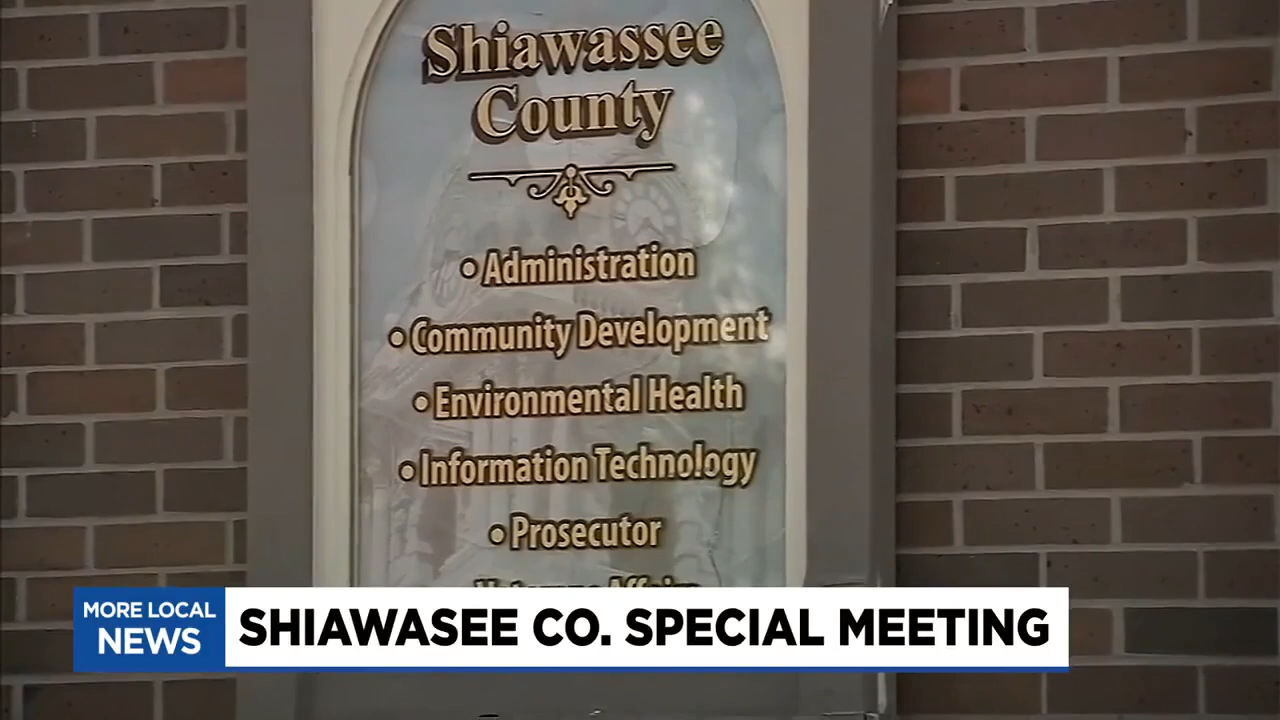 Shiawassee
County
• Administration
• Community Development
• Environmental Health
• Information Technology
• Prosecutor
MORE LOCAL
NEWS
SHIAWASEE CO. SPECIAL MEETING